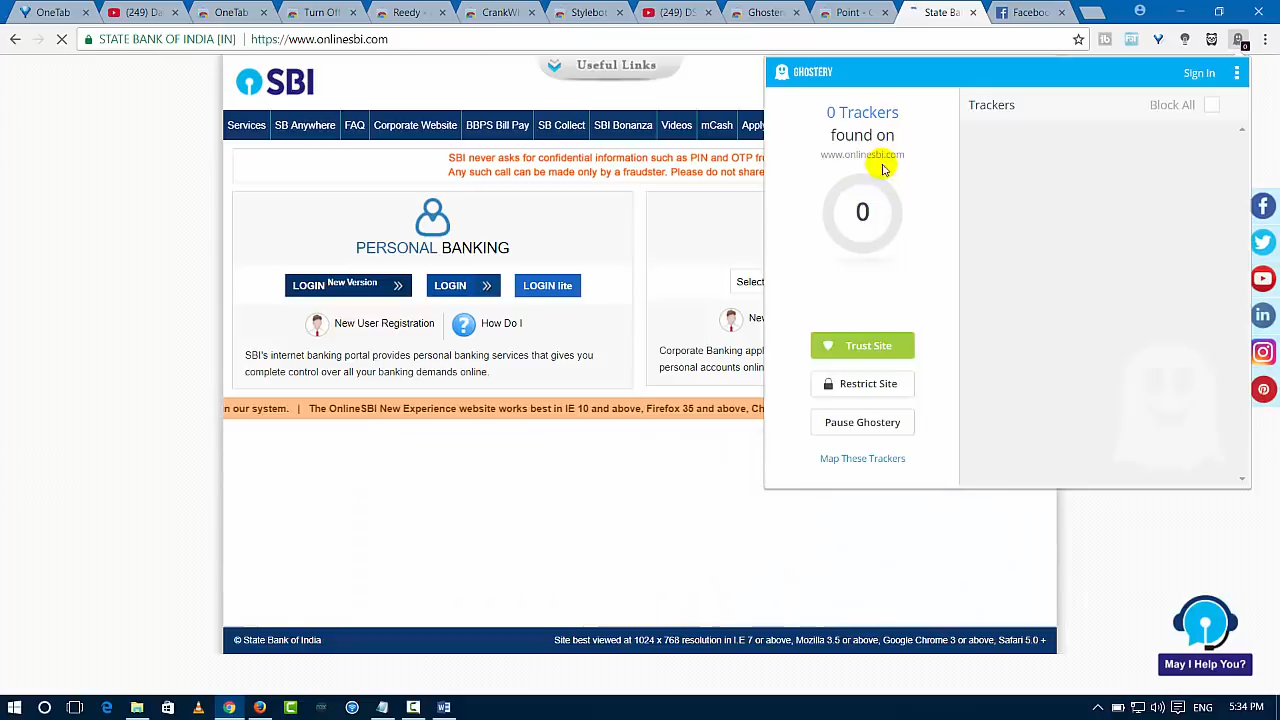 OneTab
(249) Da
OneTab
Turn Off
Reedy -
CrankW
Stylebo
(249) DS
Ghoster
Point - C
State Ba
Facebo
STATE BANK OF INDIA [IN] | https://www.onlinesbi.com
SBI
Useful Links
Services
SB Anywhere
FAQ
Corporate Website
BBPS Bill Pay
SB Collect
SBI Bonanza
Videos
mCash
Apply
SBI never asks for confidential information such as PIN and OTP fr
Any such call can be made only by a fraudster. Please do not share
PERSONAL BANKING
LOGIN New Version
LOGIN
LOGIN lite
New User Registration
How Do I
SBI's internet banking portal provides personal banking services that gives you
complete control over all your banking demands online.
Select
New
Corporate Banking appl
personal accounts onlin
n our system. | The OnlineSBI New Experience website works best in IE 10 and above, Firefox 35 and above, Ch
GHOSTERY
Sign In
0 Trackers
found on
www.onlinesbi.com
0
Trust Site
Restrict Site
Pause Ghostery
Map These Trackers
Trackers
Block All
© State Bank of India
Site best viewed at 1024 x 768 resolution in I.E 7 or above, Mozilla 3.5 or above, Google Chrome 3 or above, Safari 5.0 +
May I Help You?
ENG
5:34 PM